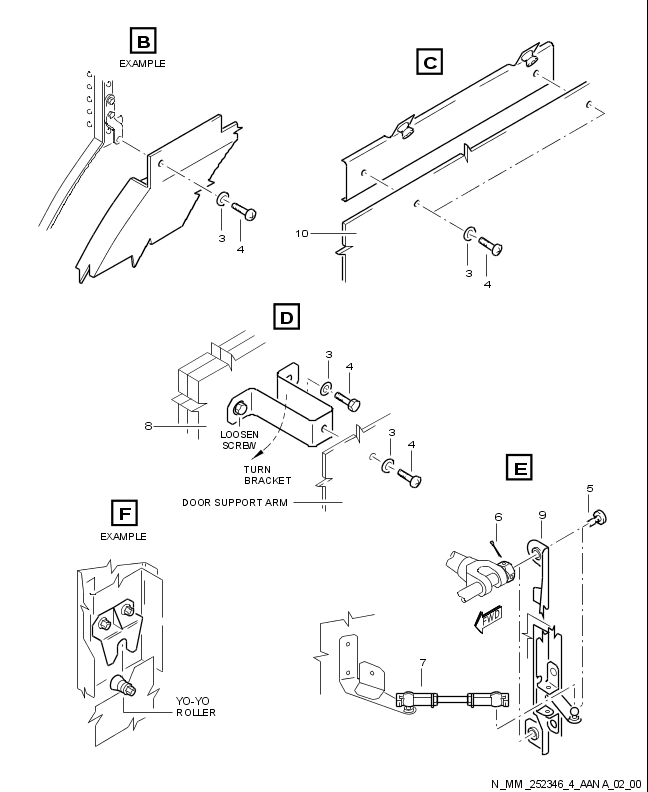 B
EXAMPLE
3
4
C
10
3
4
D
3
4
8
LOOSEN
SCREW
TURN
BRACKET
3
4
DOOR SUPPORT ARM
E
5
6
9
FWD
7
F
EXAMPLE
YO-YO
ROLLER
N_MM_252346_4_AANA_02_00